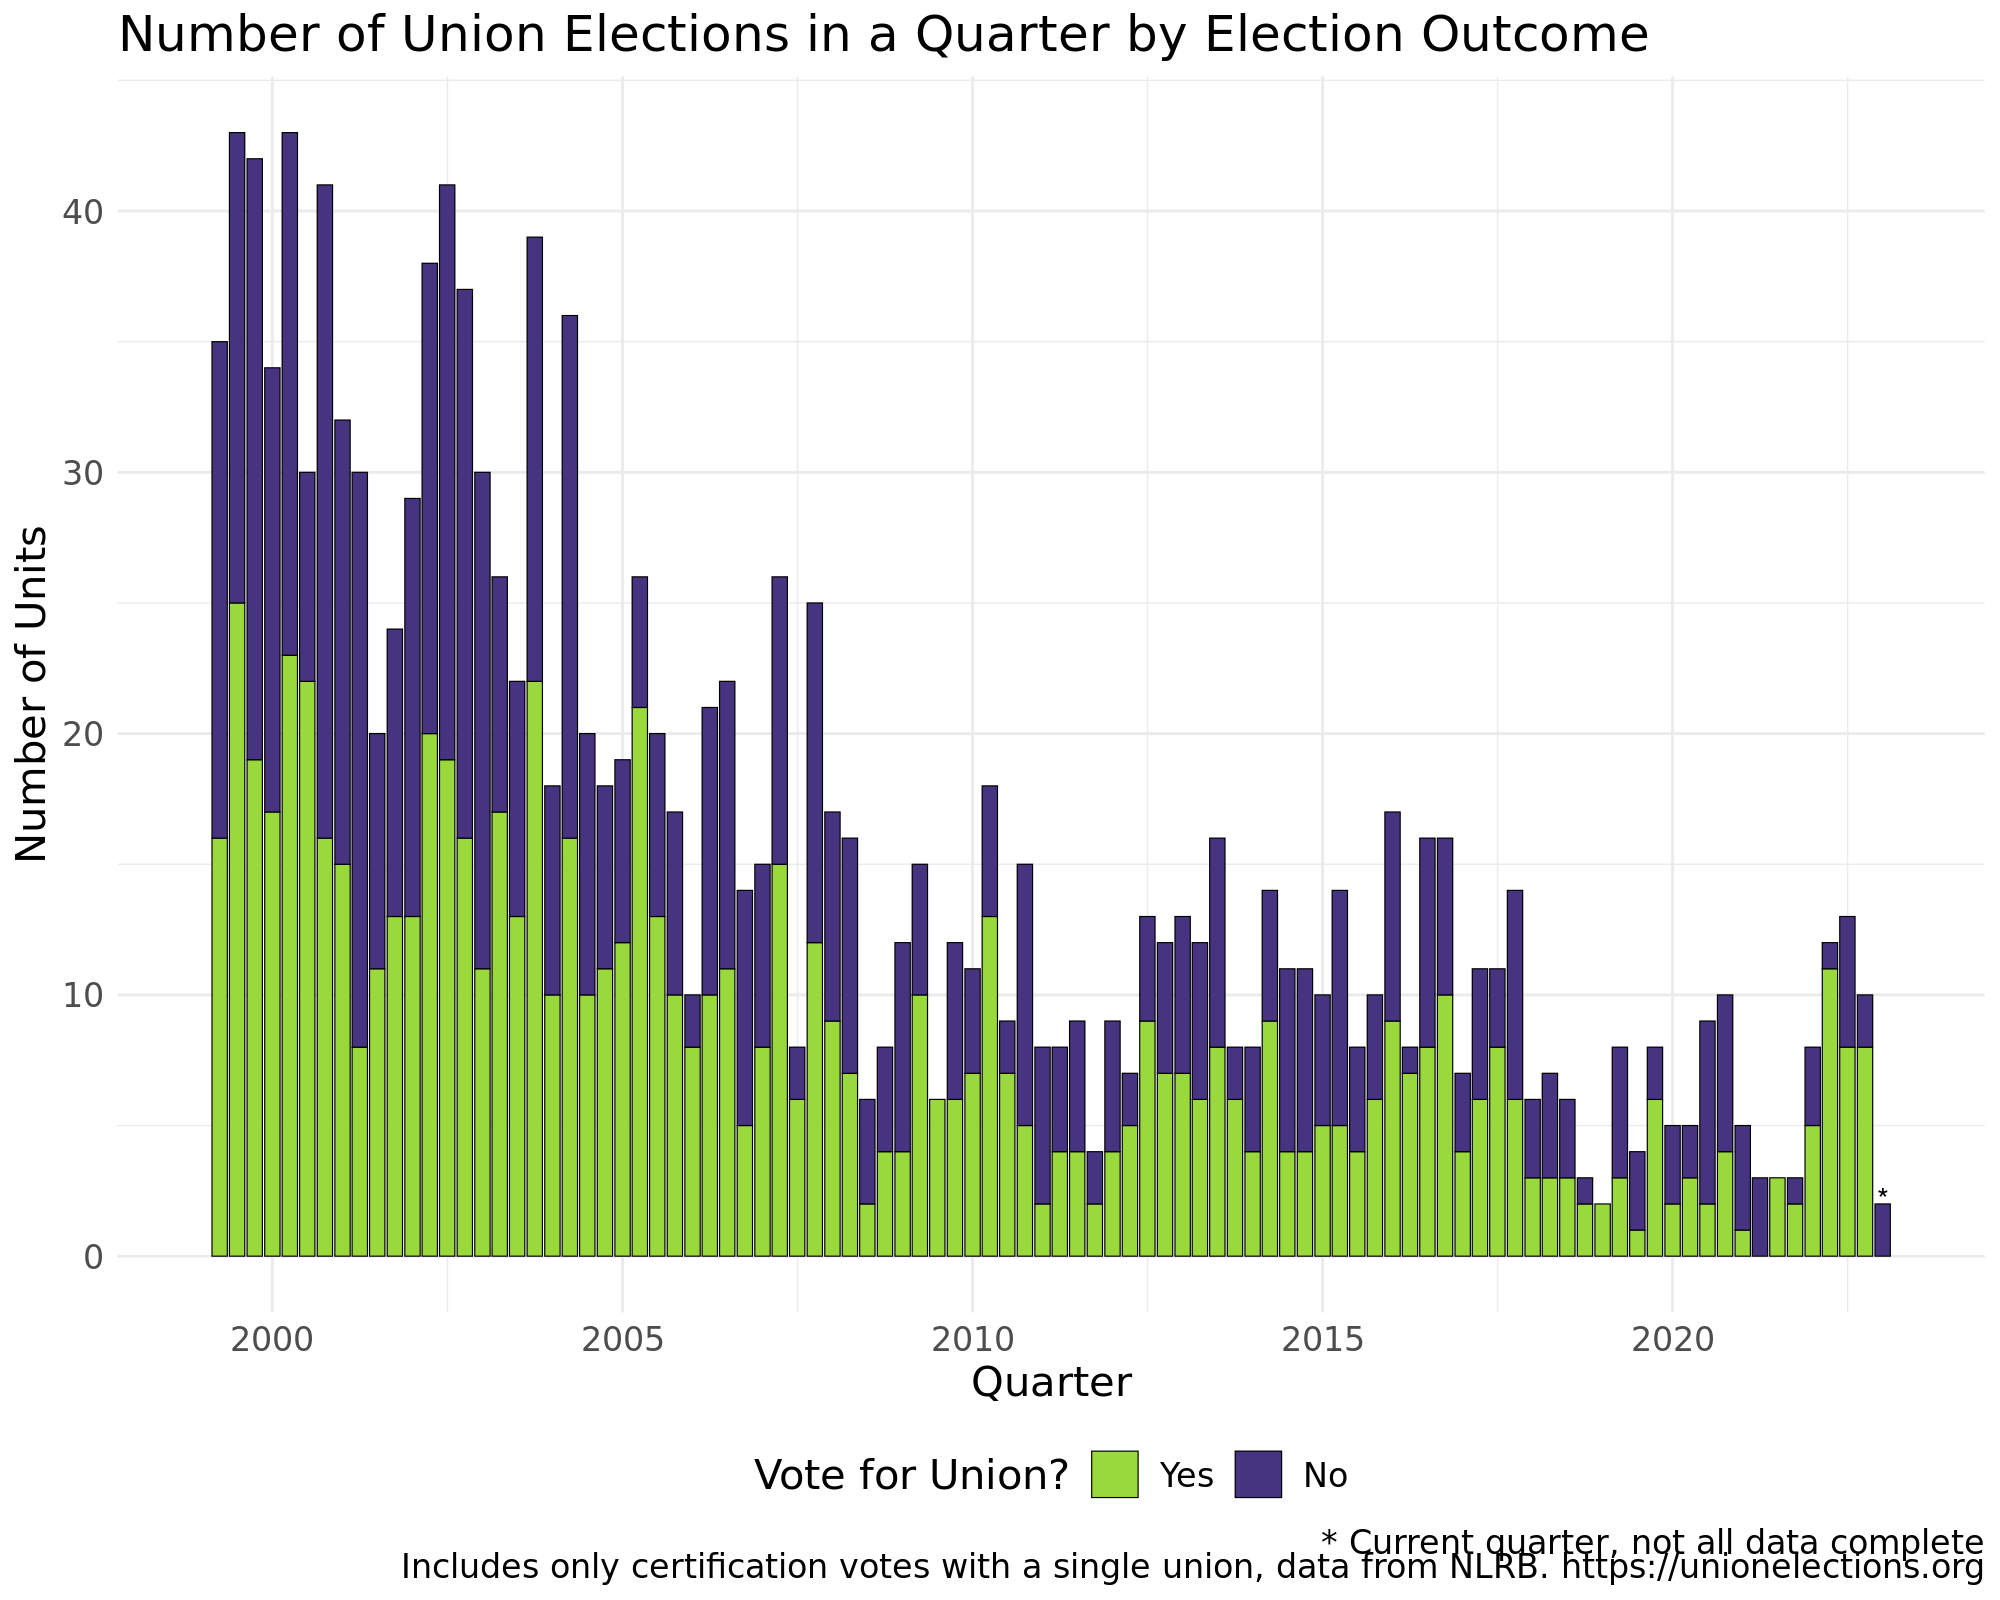 Number of Union Elections in a Quarter by Election Outcome
Number of Units
40
30
20
10
0
*
2000 2005 2010 2015 2020
Quarter
Vote for Union? Yes No
* Current quarter, not all data complete
Includes only certification votes with a single union, data from NLRB. https://unionelections.org